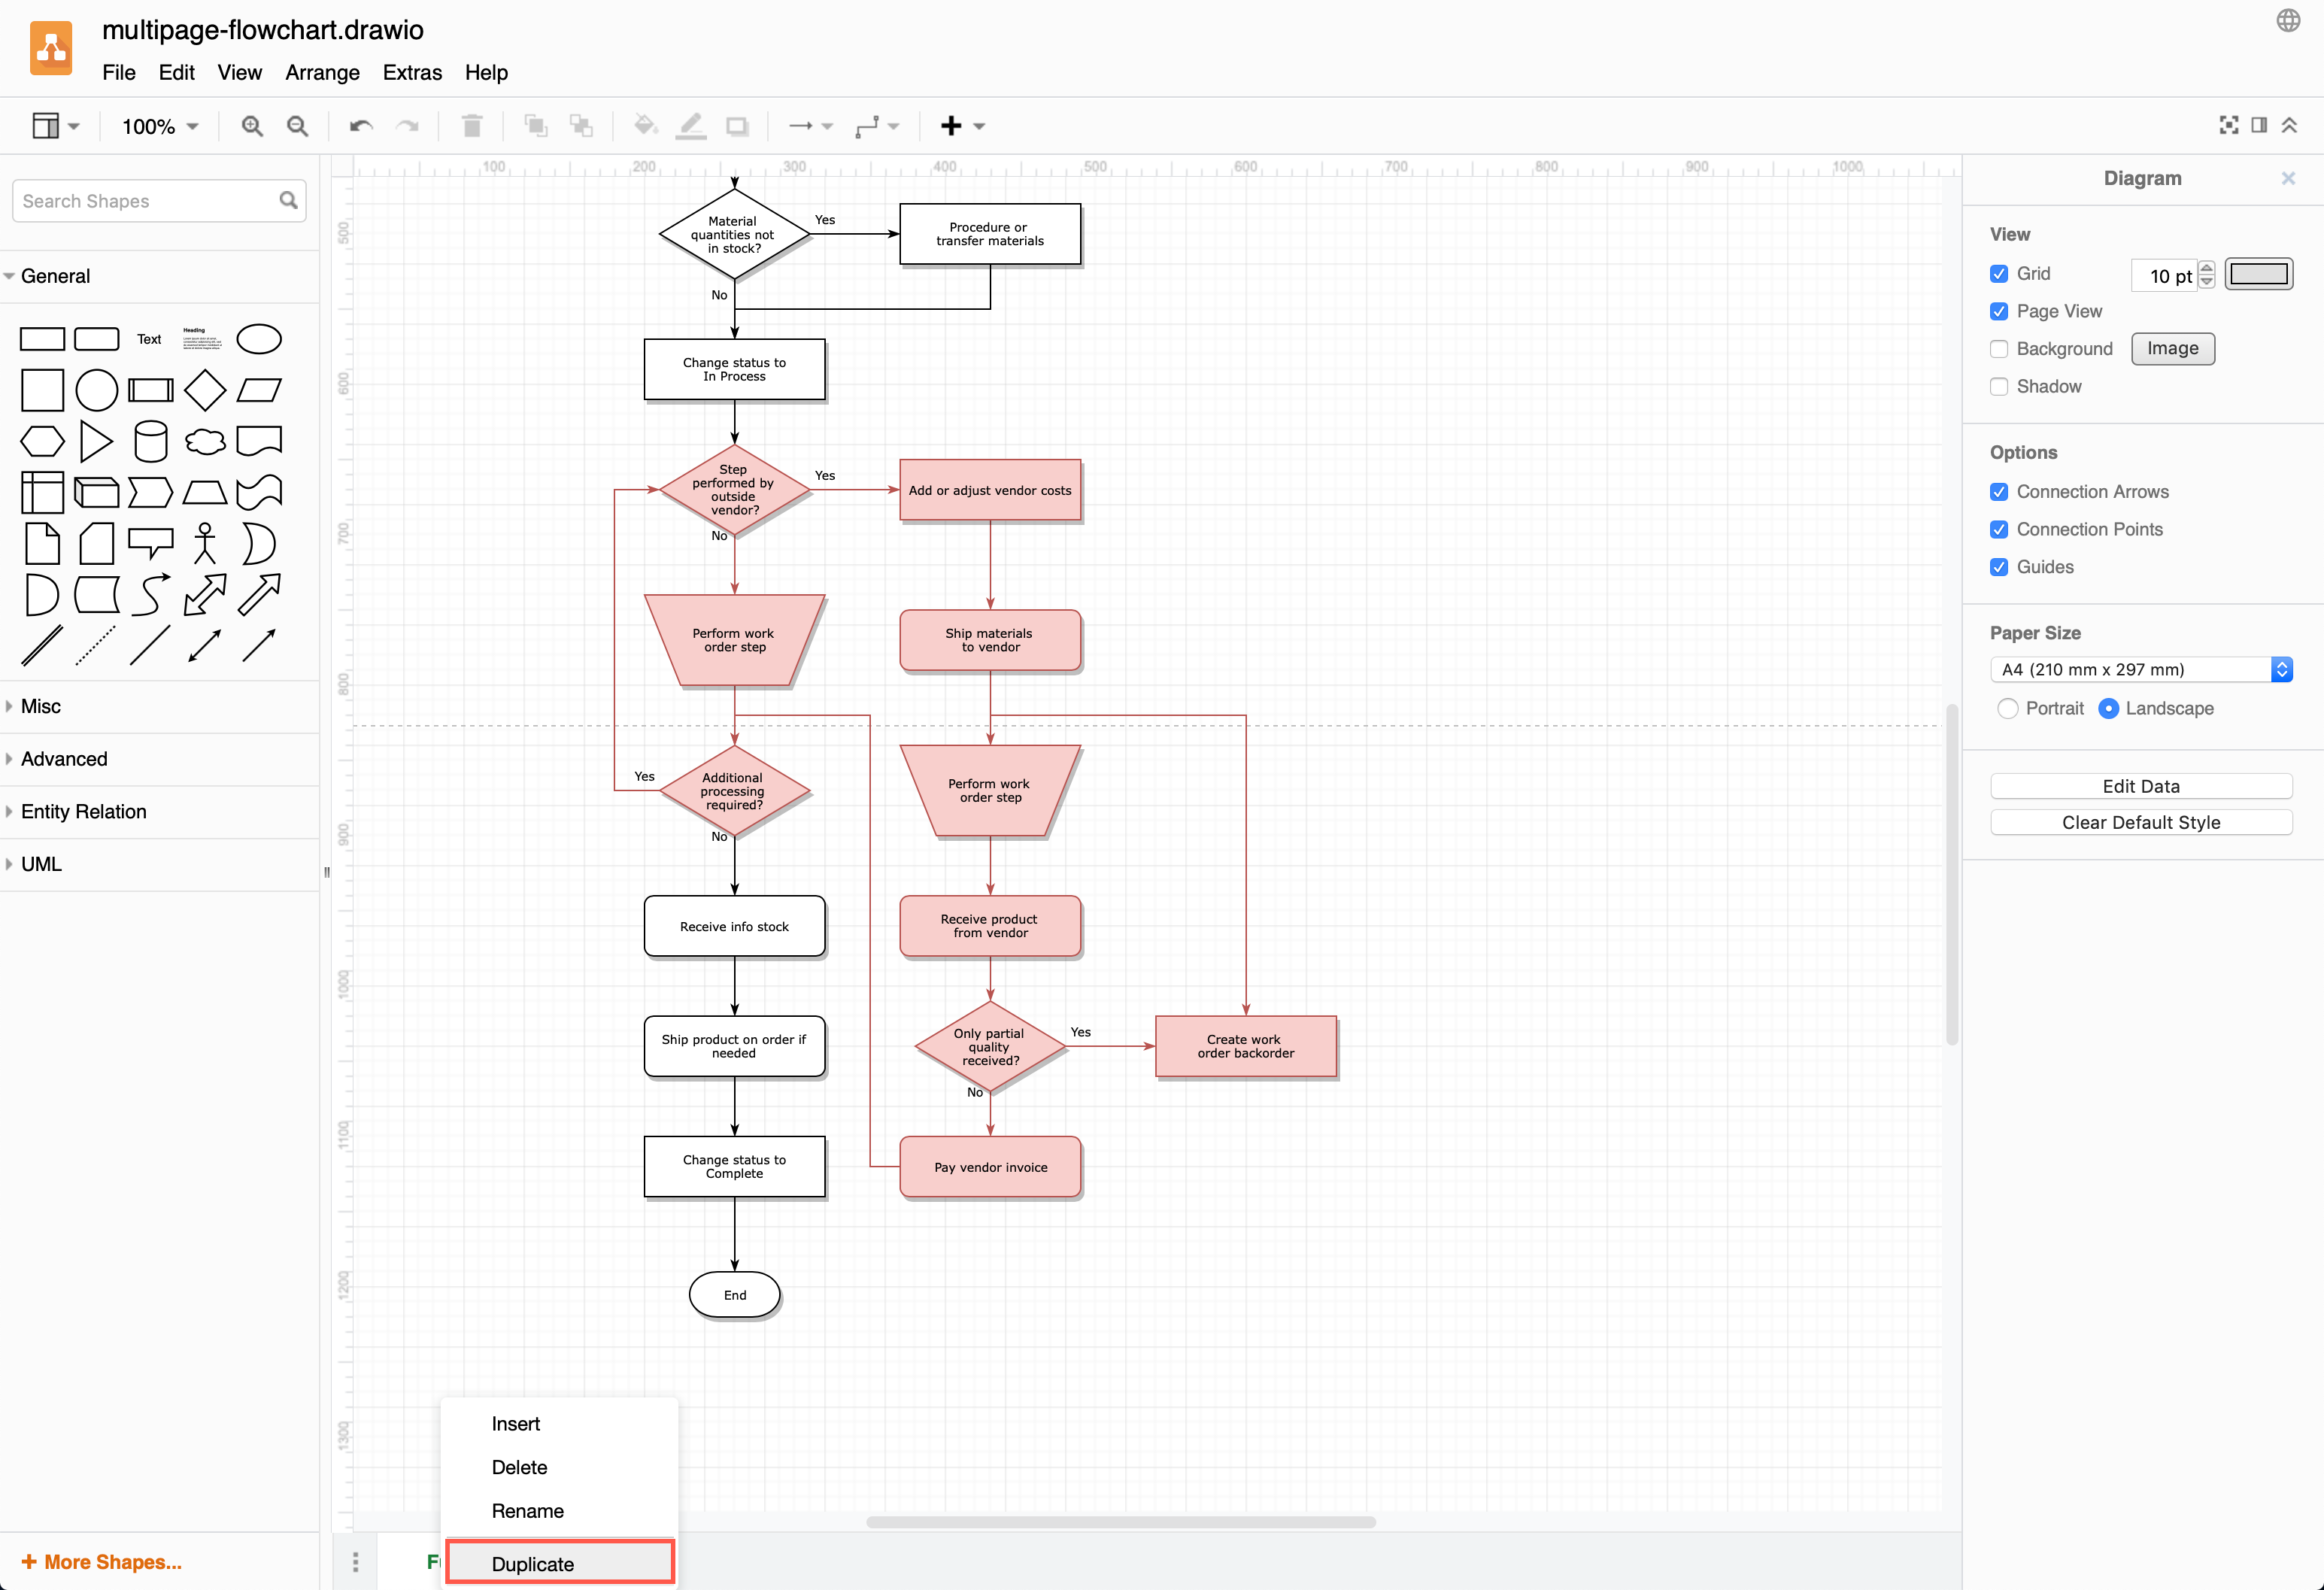 multipage-flowchart.drawio
File Edit View Arrange Extras Help
100%
Search Shapes
General
Text
Heading
Misc
Advanced
Entity Relation
UML
More Shapes...
100 200 300 400 500 600 700 800 900 1000
500
600
700
800
900
1000
1100
1200
1300
Material
quantities not
in stock?
Yes
Procedure or
transfer materials
No
Change status to
In Process
Step
performed by
outside
vendor?
Yes
Add or adjust vendor costs
No
Perform work
order step
Ship materials
to vendor
Additional
processing
required?
Yes
No
Perform work
order step
Receive info stock
Receive product
from vendor
Ship product on order if
needed
Only partial
quality
received?
Yes
Create work
order backorder
No
Change status to
Complete
Pay vendor invoice
End
Insert
Delete
Rename
Duplicate
Diagram
View
Grid
10 pt
Page View
Background
Image
Shadow
Options
Connection Arrows
Connection Points
Guides
Paper Size
A4 (210 mm x 297 mm)
Portrait Landscape
Edit Data
Clear Default Style